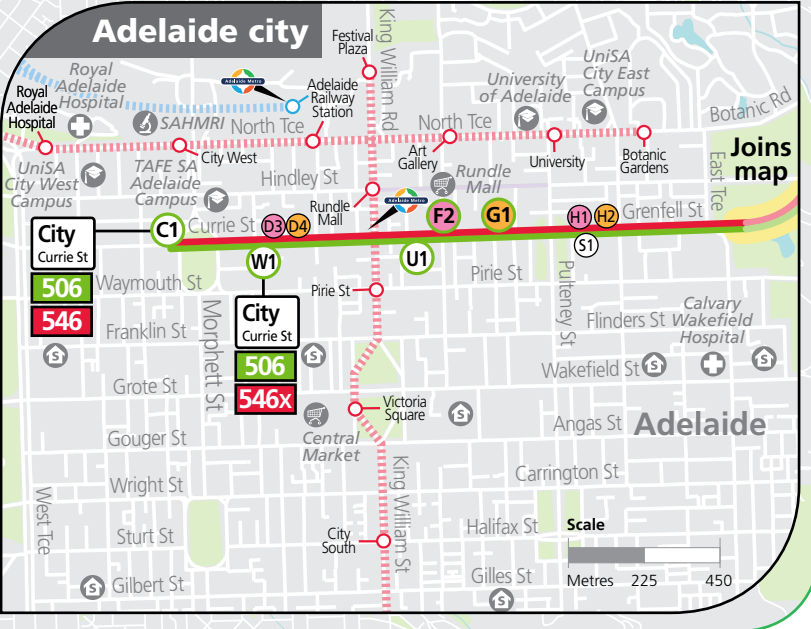 Adelaide city
Festival
Plaza
King William Rd
Royal
Adelaide
Hospital
Adelaide Metro
Adelaide
Railway
Station
University
of Adelaide
UniSA
City East
Campus
Botanic Rd
Royal
Adelaide
Hospital
SAHMRI
North Tce
North Tce
City West
Art
Gallery
University
Botanic
Gardens
East Tce
Joins
map
UniSA
City West
Campus
TAFE SA
Adelaide
Campus
Hindley St
Rundle
Mall
Rundle
Mall
Adelaide Metro
City
Currie St
506
546
C1
Currie St
D3
D4
F2
G1
H1
H2
Grenfell St
W1
U1
S1
Waymouth St
City
Currie St
506
546x
Pirie St
Pirie St
Pulteney St
Franklin St
Morphett St
Flinders St
Calvary
Wakefield
Hospital
S
S
Wakefield St
S
S
Grote St
Victoria
Square
S
Central
Market
Angas St
Adelaide
Gouger St
Wright St
King William St
Carrington St
West Tce
Sturt St
City
South
Halifax St
Scale
Metres
225
450
S
Gilbert St
Gilles St
S